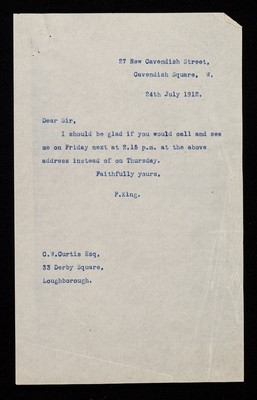 27 New Cavendish Street,
Cavendish Square, W.
24th July 1912.
Dear Sir,
I should be glad if you would call and see
me on Friday next at 2.15 p.m. at the above
address instead of on Thursday.
Faithfully yours,
F.King.
C.W.Curtis Esq,
33 Derby Square,
Loughborough.